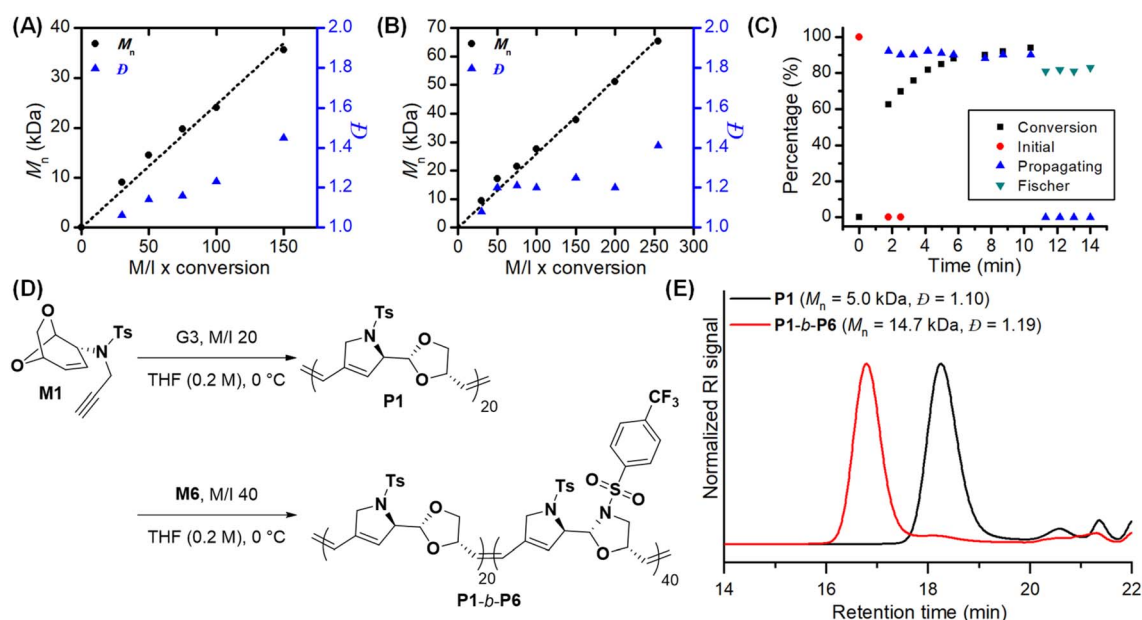 (A)
40
30
20
10
0
Mn (kDa)
Mn
Đ
2.0
1.8
1.6
1.4
1.2
1.0
Đ
0 50 100 150
M/I x conversion
(B)
70
60
50
40
30
20
10
0
Mn (kDa)
Mn
Đ
2.0
1.8
1.6
1.4
1.2
1.0
Đ
0 50 100 150 200 250 300
M/I x conversion
(C)
100
80
60
40
20
0
Percentage (%)
Conversion
Initial
Propagating
Fischer
0 2 4 6 8 10 12 14
Time (min)
(D)
O
O
Ts
N
M1
G3, M/I 20
THF (0.2 M), 0 °C
Ts
N
O
O
20
P1
M6, M/I 40
THF (0.2 M), 0 °C
CF3
Ts
N
O
O
20
Ts
N
O
S
O
N
O
40
P1-b-P6
(E)
P1 (Mn = 5.0 kDa, Đ = 1.10)
P1-b-P6 (Mn = 14.7 kDa, Đ = 1.19)
Normalized RI signal
14 16 18 20 22
Retention time (min)